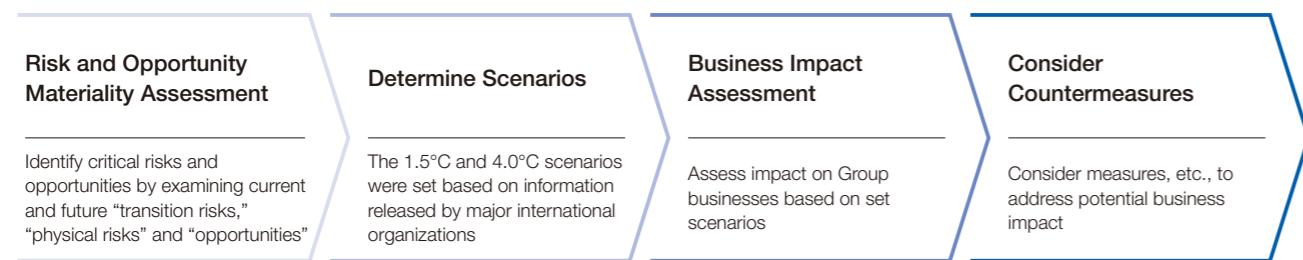 Risk and Opportunity
Materiality Assessment
Identify critical risks and
opportunities by examining current
and future “transition risks,”
“physical risks” and “opportunities”
Determine Scenarios
The 1.5°C and 4.0°C scenarios
were set based on information
released by major international
organizations
Business Impact
Assessment
Assess impact on Group
businesses based on set
scenarios
Consider
Countermeasures
Consider measures, etc., to
address potential business
impact